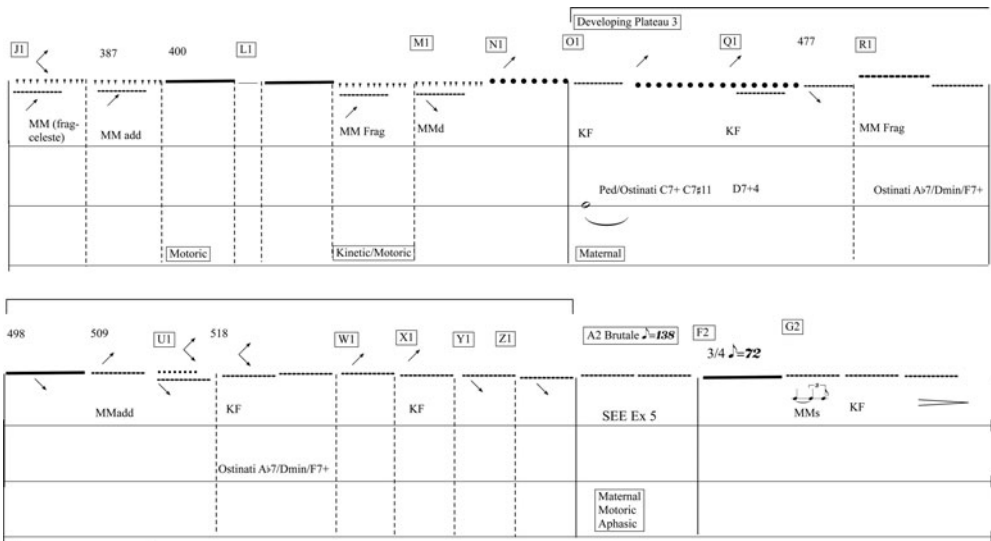 Developing Plateau 3
J1 387 400 L1 M1 N1 O1 Q1 477 R1
MM (frag-
celeste) MM add MM Frag MMd KF KF MM Frag
Ped/Ostinati C7+ C7♯11 D7+4 Ostinati A♭7/Dmin/F7+
Motoric Kinetic/Motoric Maternal
498 509 U1 518 W1 X1 Y1 Z1 A2 Brutale ♪=138 F2 G2
3/4 ♪=72
3
MMadd KF KF SEE Ex 5 MMs KF
Ostinati A♭7/Dmin/F7+
Maternal
Motoric
Aphasic